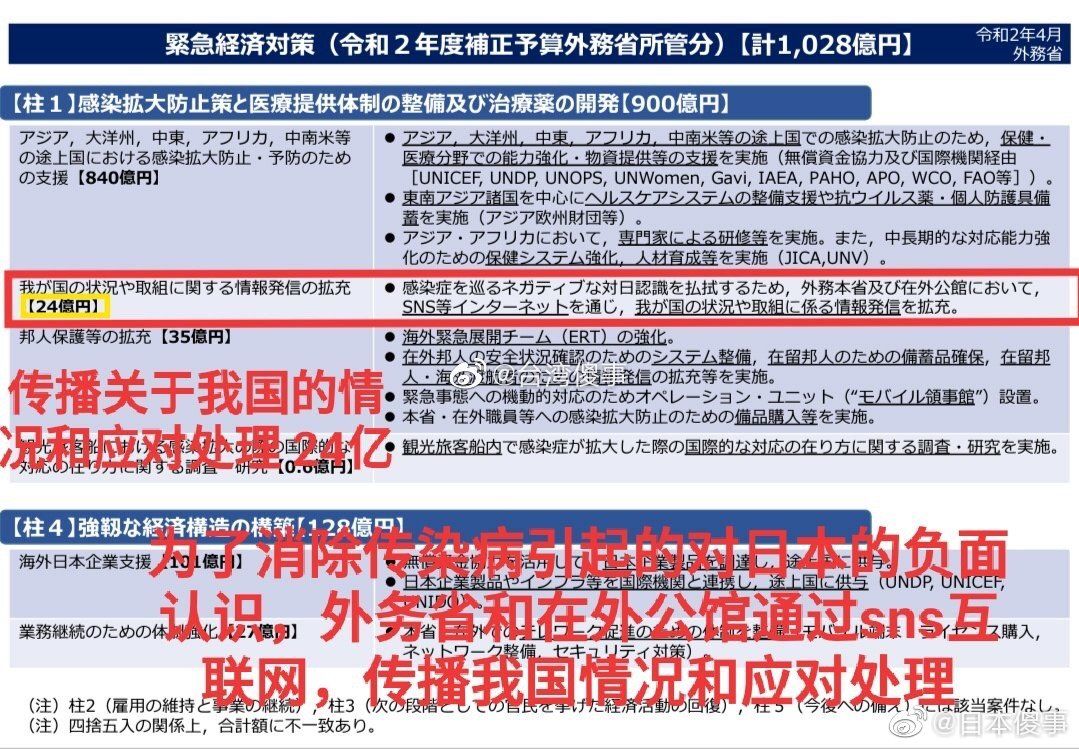 緊急経済対策（令和２年度補正予算外務省所管分）【計1,028億円】
令和2年4月
外務省
【柱１】感染拡大防止策と医療提供体制の整備及び治療薬の開発【900億円】
アジア，大洋州，中東，アフリカ，中南米等
の途上国における感染拡大防止・予防のため
の支援【840億円】
● アジア，大洋州，中東，アフリカ，中南米等の途上国での感染拡大防止のため，保健・
医療分野での能力強化・物資提供等の支援を実施（無償資金協力及び国際機関経由
［UNICEF, UNDP, UNOPS, UNWomen, Gavi, IAEA, PAHO, APO, WCO, FAO等］）。
● 東南アジア諸国を中心にヘルスケアシステムの整備支援や抗ウイルス薬・個人防護具備
蓄を実施（アジア欧州財団等）。
● アジア・アフリカにおいて，専門家による研修等を実施。また，中長期的な対応能力強
化のための保健システム強化，人材育成等を実施（JICA,UNV）。
我が国の状況や取組に関する情報発信の拡充
【24億円】
● 感染症を巡るネガティブな対日認識を払拭するため，外務本省及び在外公館において，
SNS等インターネットを通じ，我が国の状況や取組に係る情報発信を拡充。
邦人保護等の拡充【35億円】
● 海外緊急展開チーム（ERT）の強化。
● 在外邦人の安全状況確認のためのシステム整備，在留邦人のための備蓄品確保，在留邦
人・海
発信の拡充等を実施。
● 緊急事態への機動的対応のためオペレーション・ユニット（“モバイル領事館”）設置。
● 本省・在外職員等への感染拡大防止のための備品購入等を実施。
@台湾傻事
传播关于我国的情
况和应对处理 24亿
観光旅客船における感染拡大の際の国際的な
対応の在り方に関する調査・研究【0.6億円】
● 観光旅客船内で感染症が拡大した際の国際的な対応の在り方に関する調査・研究を実施。
【柱４】強靱な経済構造の構築【128億円】
海外日本企業支援【101億円】
を活用して，日本企業製品を調達し，途上国に供与。
● 日本企業製品やインフラ等を国際機関と連携し，途上国に供与（UNDP, UNICEF,
UNIDO）。
業務継続のための体制強化【27億円】
ライセンス購入，
ネットワーク整備，セキュリティ対策）。
为了消除传染病引起的对日本的负面
认识，外务省和在外公馆通过sns互
联网，传播我国情况和应对处理
（注）柱２（雇用の維持と事業の継続），柱３（次の段階としての官民を挙げた経済活動の回復），柱５（今後への備え）には該当案件なし。
（注）四捨五入の関係上，合計額に不一致あり。
@日本傻事